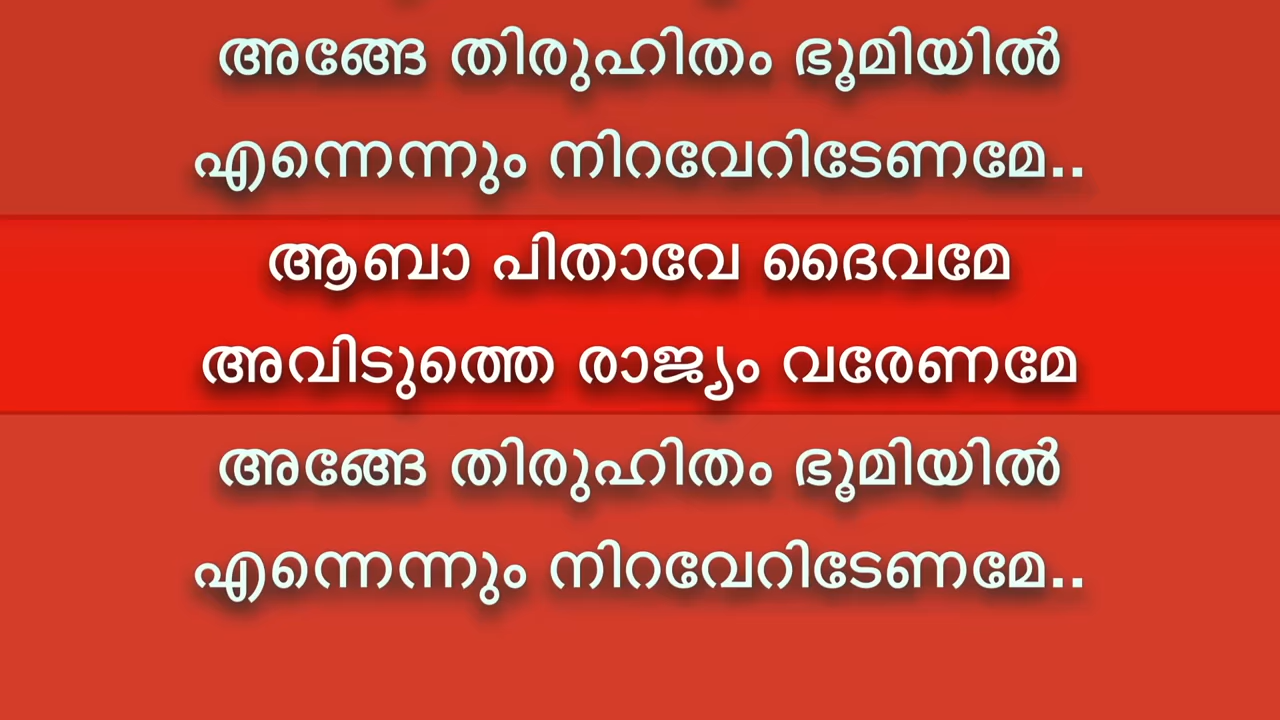 അങ്ങേ തിരുഹിതം ഭൂമിയിൽ
എന്നെന്നും നിറവേറിടേണമേ..
ആബാ പിതാവേ ദൈവമേ
അവിടുത്തെ രാജ്യം വരേണമേ
അങ്ങേ തിരുഹിതം ഭൂമിയിൽ
എന്നെന്നും നിറവേറിടേണമേ..